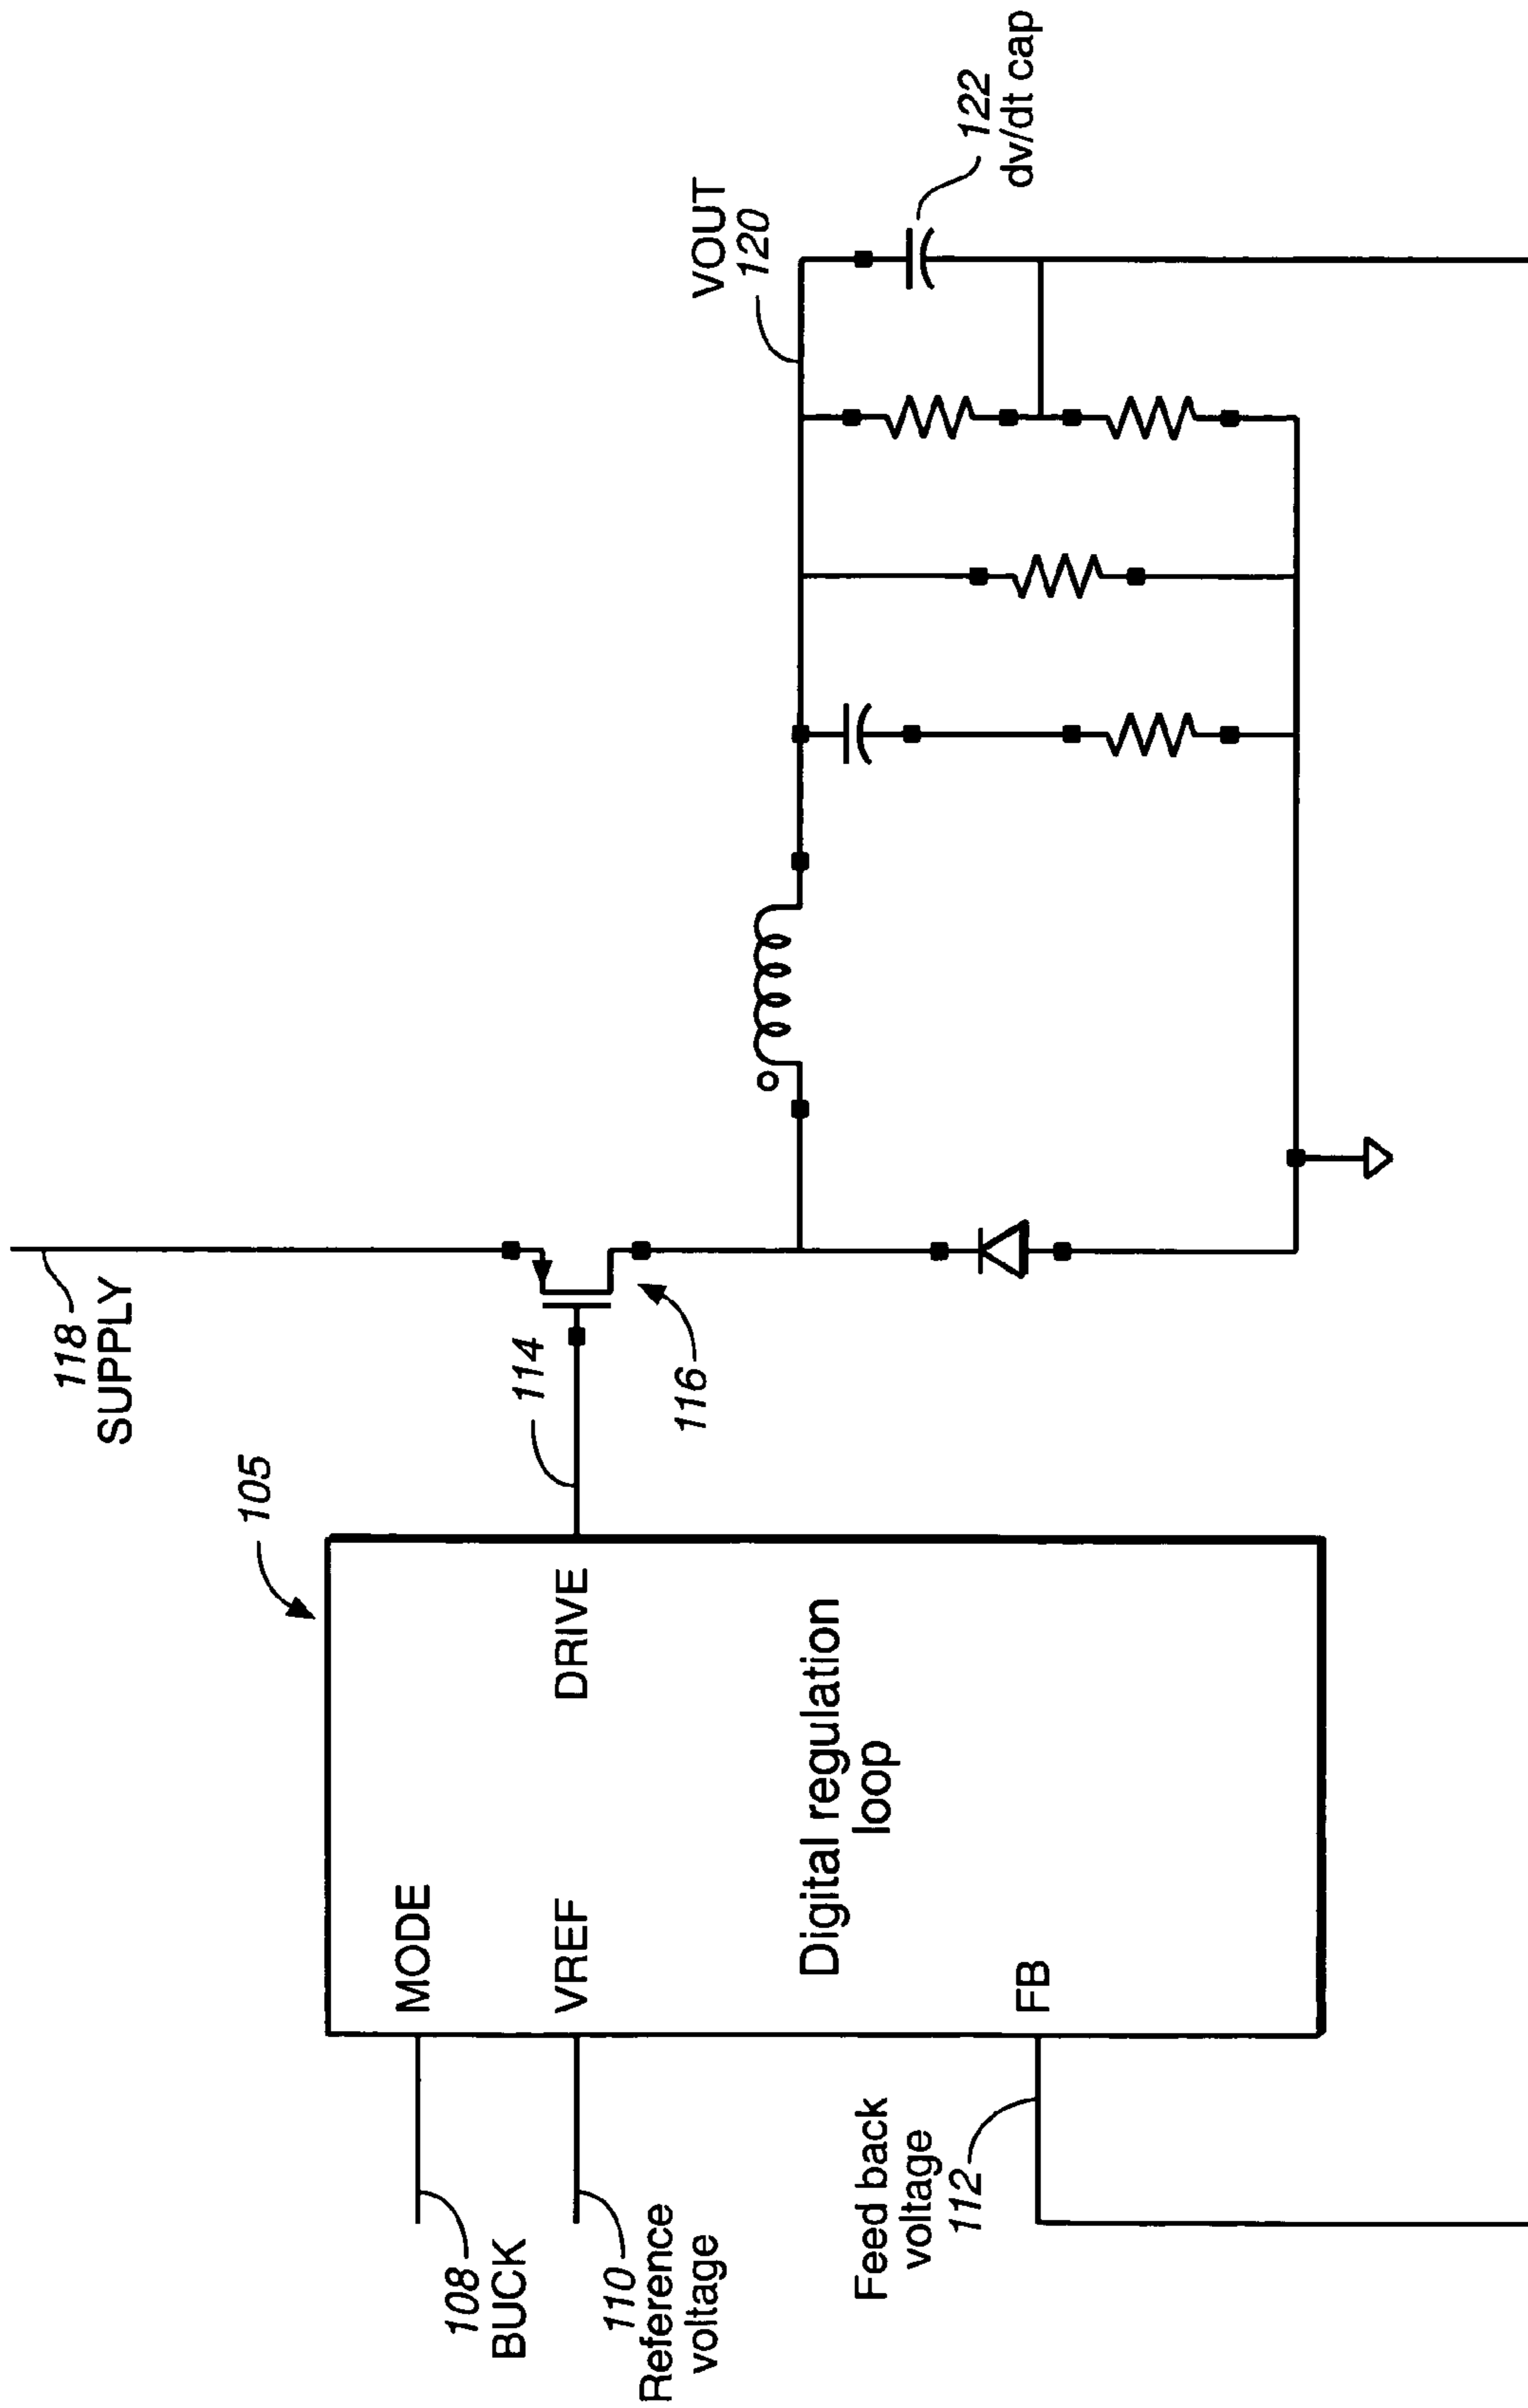 118
SUPPLY
105
114
116
VOUT
120
122
dv/dt cap
108
BUCK
MODE
110
Reference
voltage
VREF
DRIVE
Digital regulation
loop
Feed back
voltage
112
FB